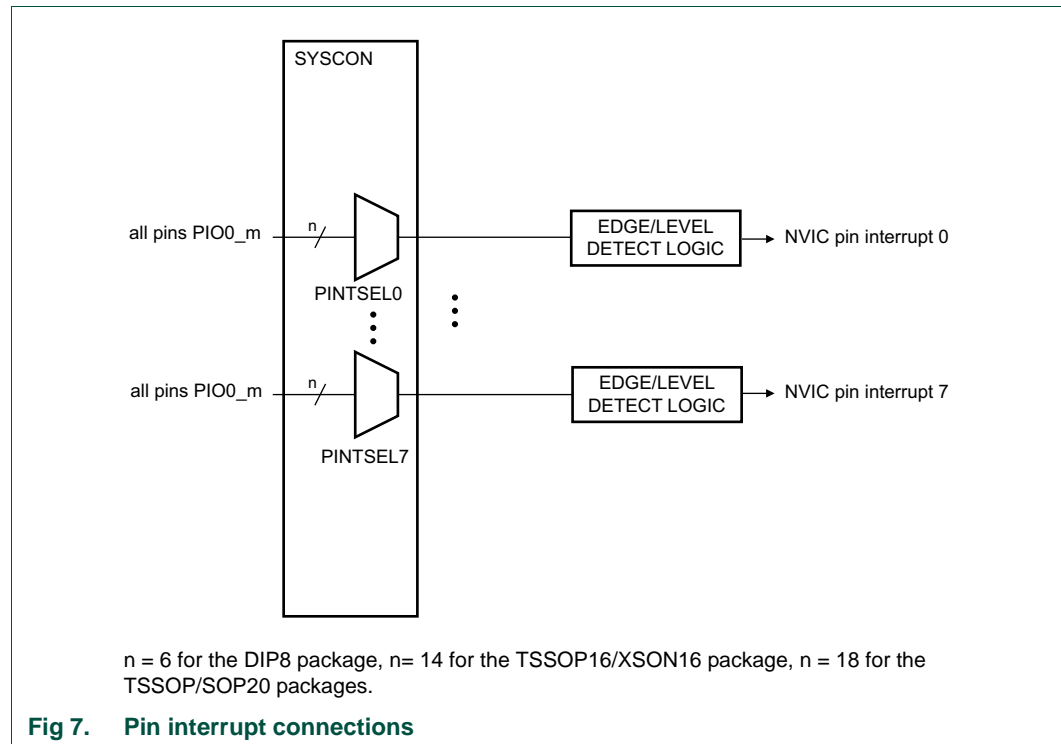 SYSCON
all pins PIO0_m
n
PINTSEL0
EDGE/LEVEL
DETECT LOGIC
NVIC pin interrupt 0
all pins PIO0_m
n
PINTSEL7
EDGE/LEVEL
DETECT LOGIC
NVIC pin interrupt 7
n = 6 for the DIP8 package, n= 14 for the TSSOP16/XSON16 package, n = 18 for the
TSSOP/SOP20 packages.
Fig 7. Pin interrupt connections